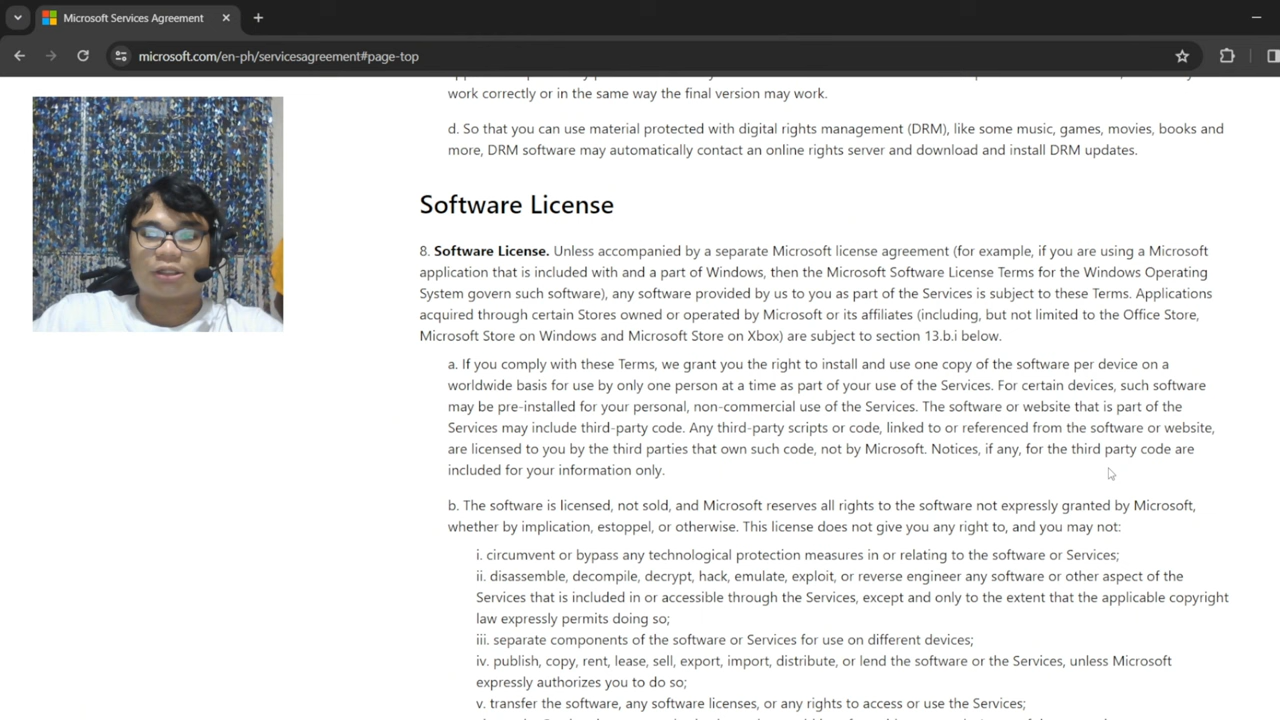 Microsoft Services Agreement
microsoft.com/en-ph/servicesagreement#page-top
work correctly or in the same way the final version may work.
d. So that you can use material protected with digital rights management (DRM), like some music, games, movies, books and
more, DRM software may automatically contact an online rights server and download and install DRM updates.
Software License
8. Software License. Unless accompanied by a separate Microsoft license agreement (for example, if you are using a Microsoft
application that is included with and a part of Windows, then the Microsoft Software License Terms for the Windows Operating
System govern such software), any software provided by us to you as part of the Services is subject to these Terms. Applications
acquired through certain Stores owned or operated by Microsoft or its affiliates (including, but not limited to the Office Store,
Microsoft Store on Windows and Microsoft Store on Xbox) are subject to section 13.b.i below.
a. If you comply with these Terms, we grant you the right to install and use one copy of the software per device on a
worldwide basis for use by only one person at a time as part of your use of the Services. For certain devices, such software
may be pre-installed for your personal, non-commercial use of the Services. The software or website that is part of the
Services may include third-party code. Any third-party scripts or code, linked to or referenced from the software or website,
are licensed to you by the third parties that own such code, not by Microsoft. Notices, if any, for the third party code are
included for your information only.
b. The software is licensed, not sold, and Microsoft reserves all rights to the software not expressly granted by Microsoft,
whether by implication, estoppel, or otherwise. This license does not give you any right to, and you may not:
i. circumvent or bypass any technological protection measures in or relating to the software or Services;
ii. disassemble, decompile, decrypt, hack, emulate, exploit, or reverse engineer any software or other aspect of the
Services that is included in or accessible through the Services, except and only to the extent that the applicable copyright
law expressly permits doing so;
iii. separate components of the software or Services for use on different devices;
iv. publish, copy, rent, lease, sell, export, import, distribute, or lend the software or the Services, unless Microsoft
expressly authorizes you to do so;
v. transfer the software, any software licenses, or any rights to access or use the Services;